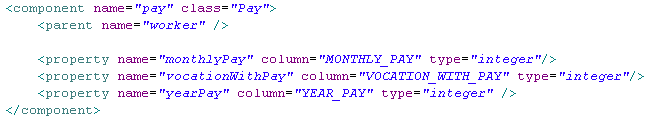 <component name="pay" class="Pay">
<parent name="worker" />
<property name="monthlyPay" column="MONTHLY_PAY" type="integer"/>
<property name="vocationWithPay" column="VOCATION_WITH_PAY" type="integer"/>
<property name="yearPay" column="YEAR_PAY" type="integer" />
</component>